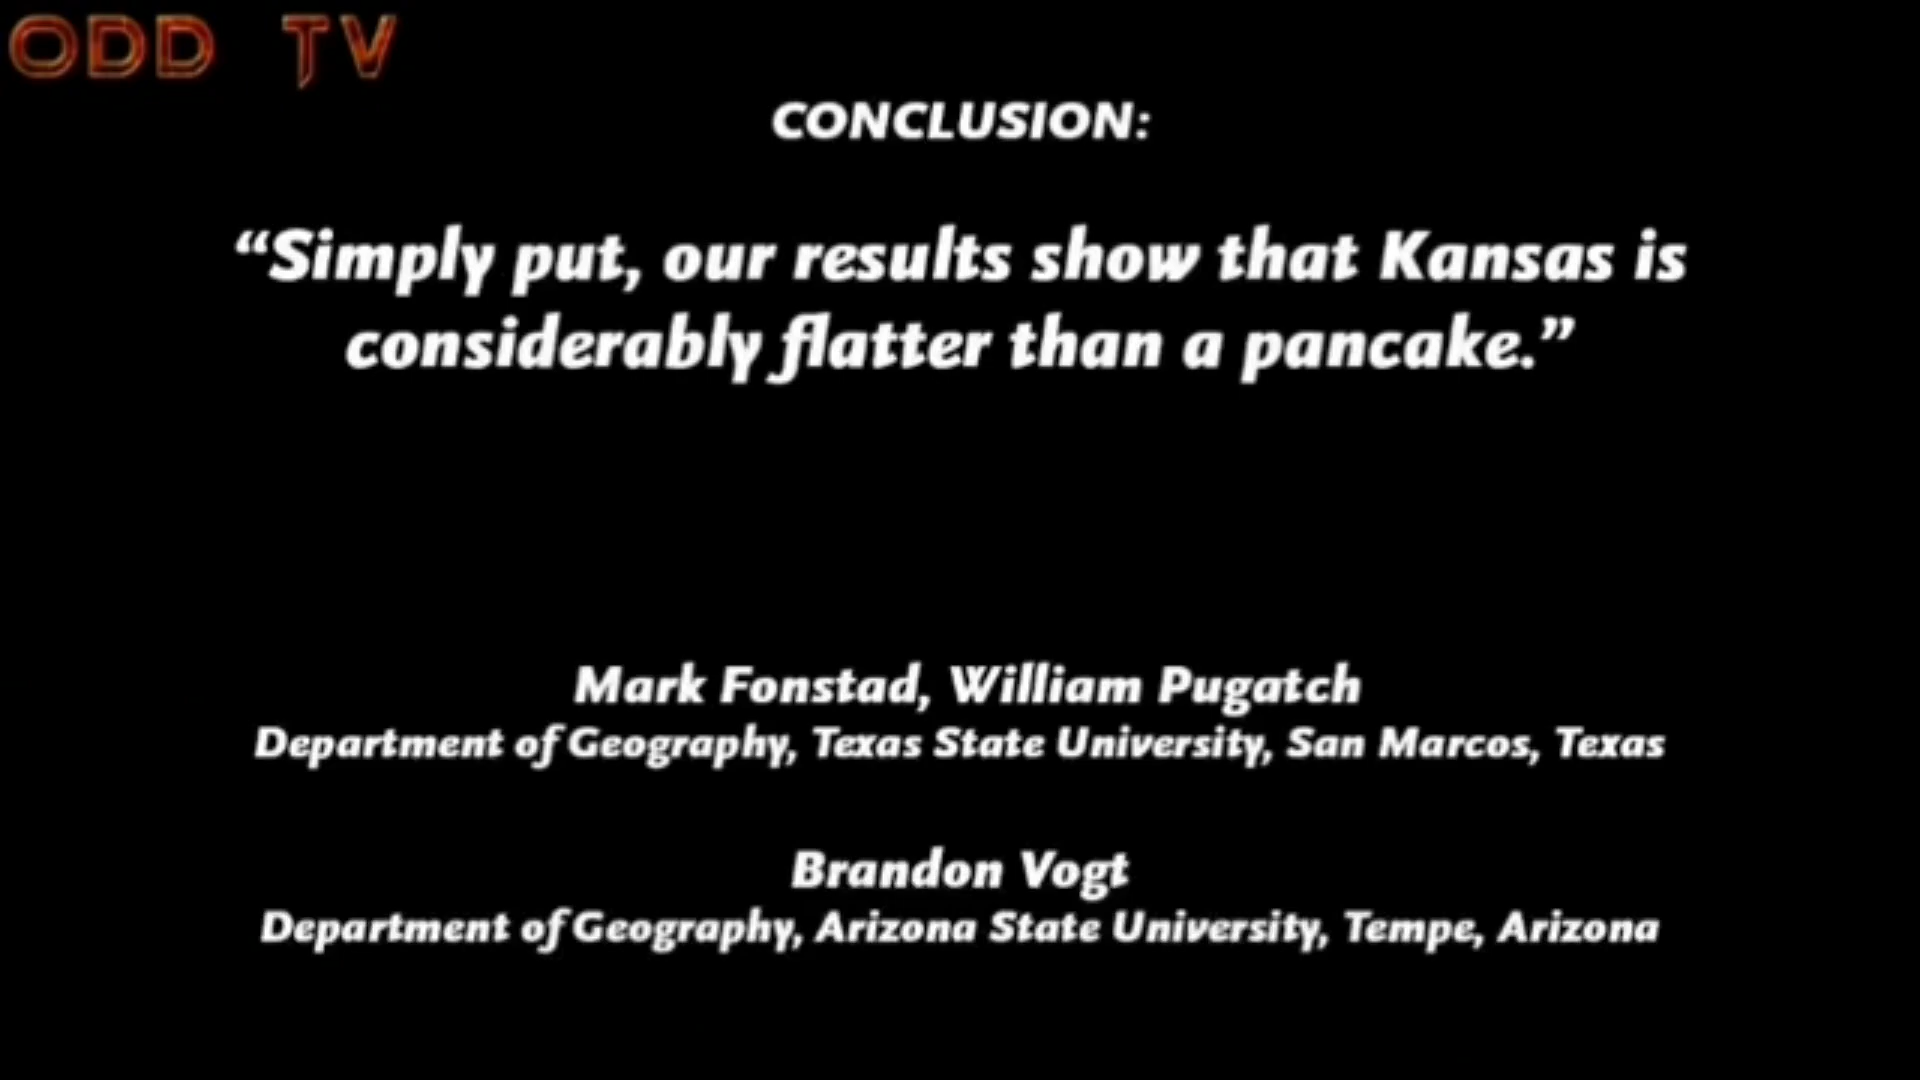 ODD TV
CONCLUSION:
“Simply put, our results show that Kansas is
considerably flatter than a pancake.”
Mark Fonstad, William Pugatch
Department of Geography, Texas State University, San Marcos, Texas
Brandon Vogt
Department of Geography, Arizona State University, Tempe, Arizona